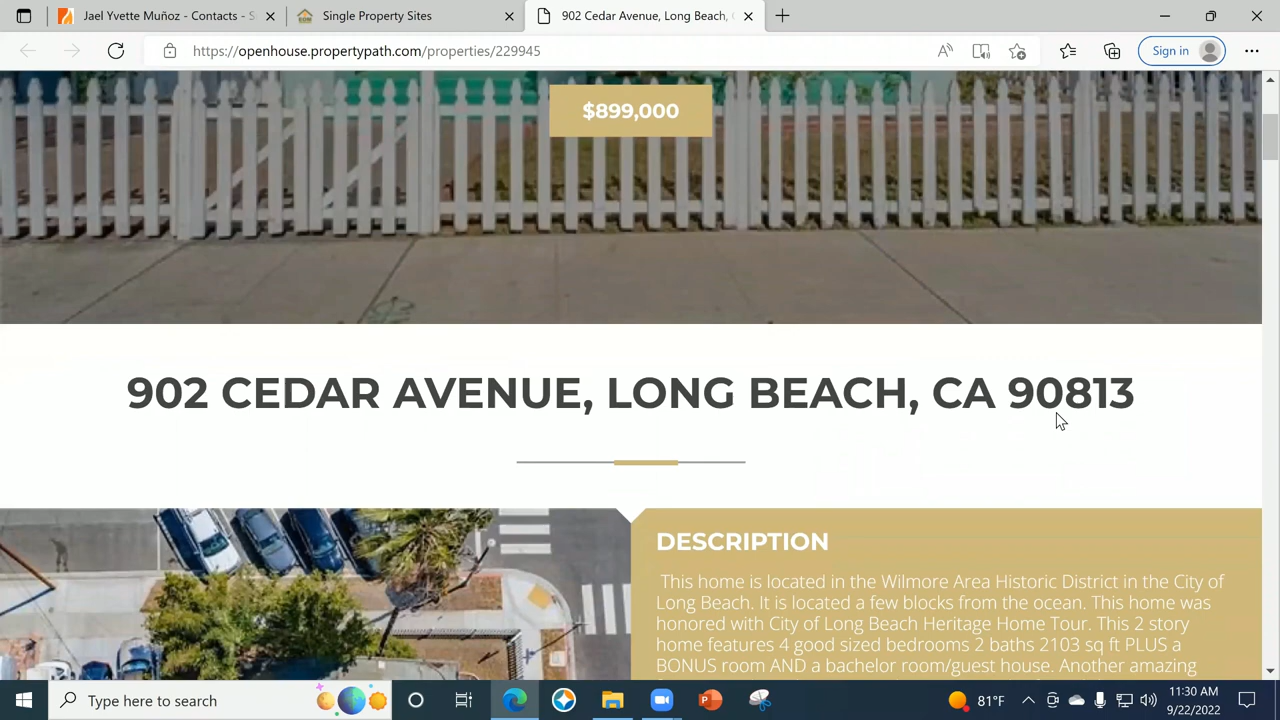 Jael Yvette Muñoz - Contacts - S
Single Property Sites
902 Cedar Avenue, Long Beach,
https://openhouse.propertypath.com/properties/229945
Sign in
$899,000
902 CEDAR AVENUE, LONG BEACH, CA 90813
DESCRIPTION
This home is located in the Wilmore Area Historic District in the City of
Long Beach. It is located a few blocks from the ocean. This home was
honored with City of Long Beach Heritage Home Tour. This 2 story
home features 4 good sized bedrooms 2 baths 2103 sq ft PLUS a
BONUS room AND a bachelor room/guest house. Another amazing
Type here to search
81°F
11:30 AM
9/22/2022